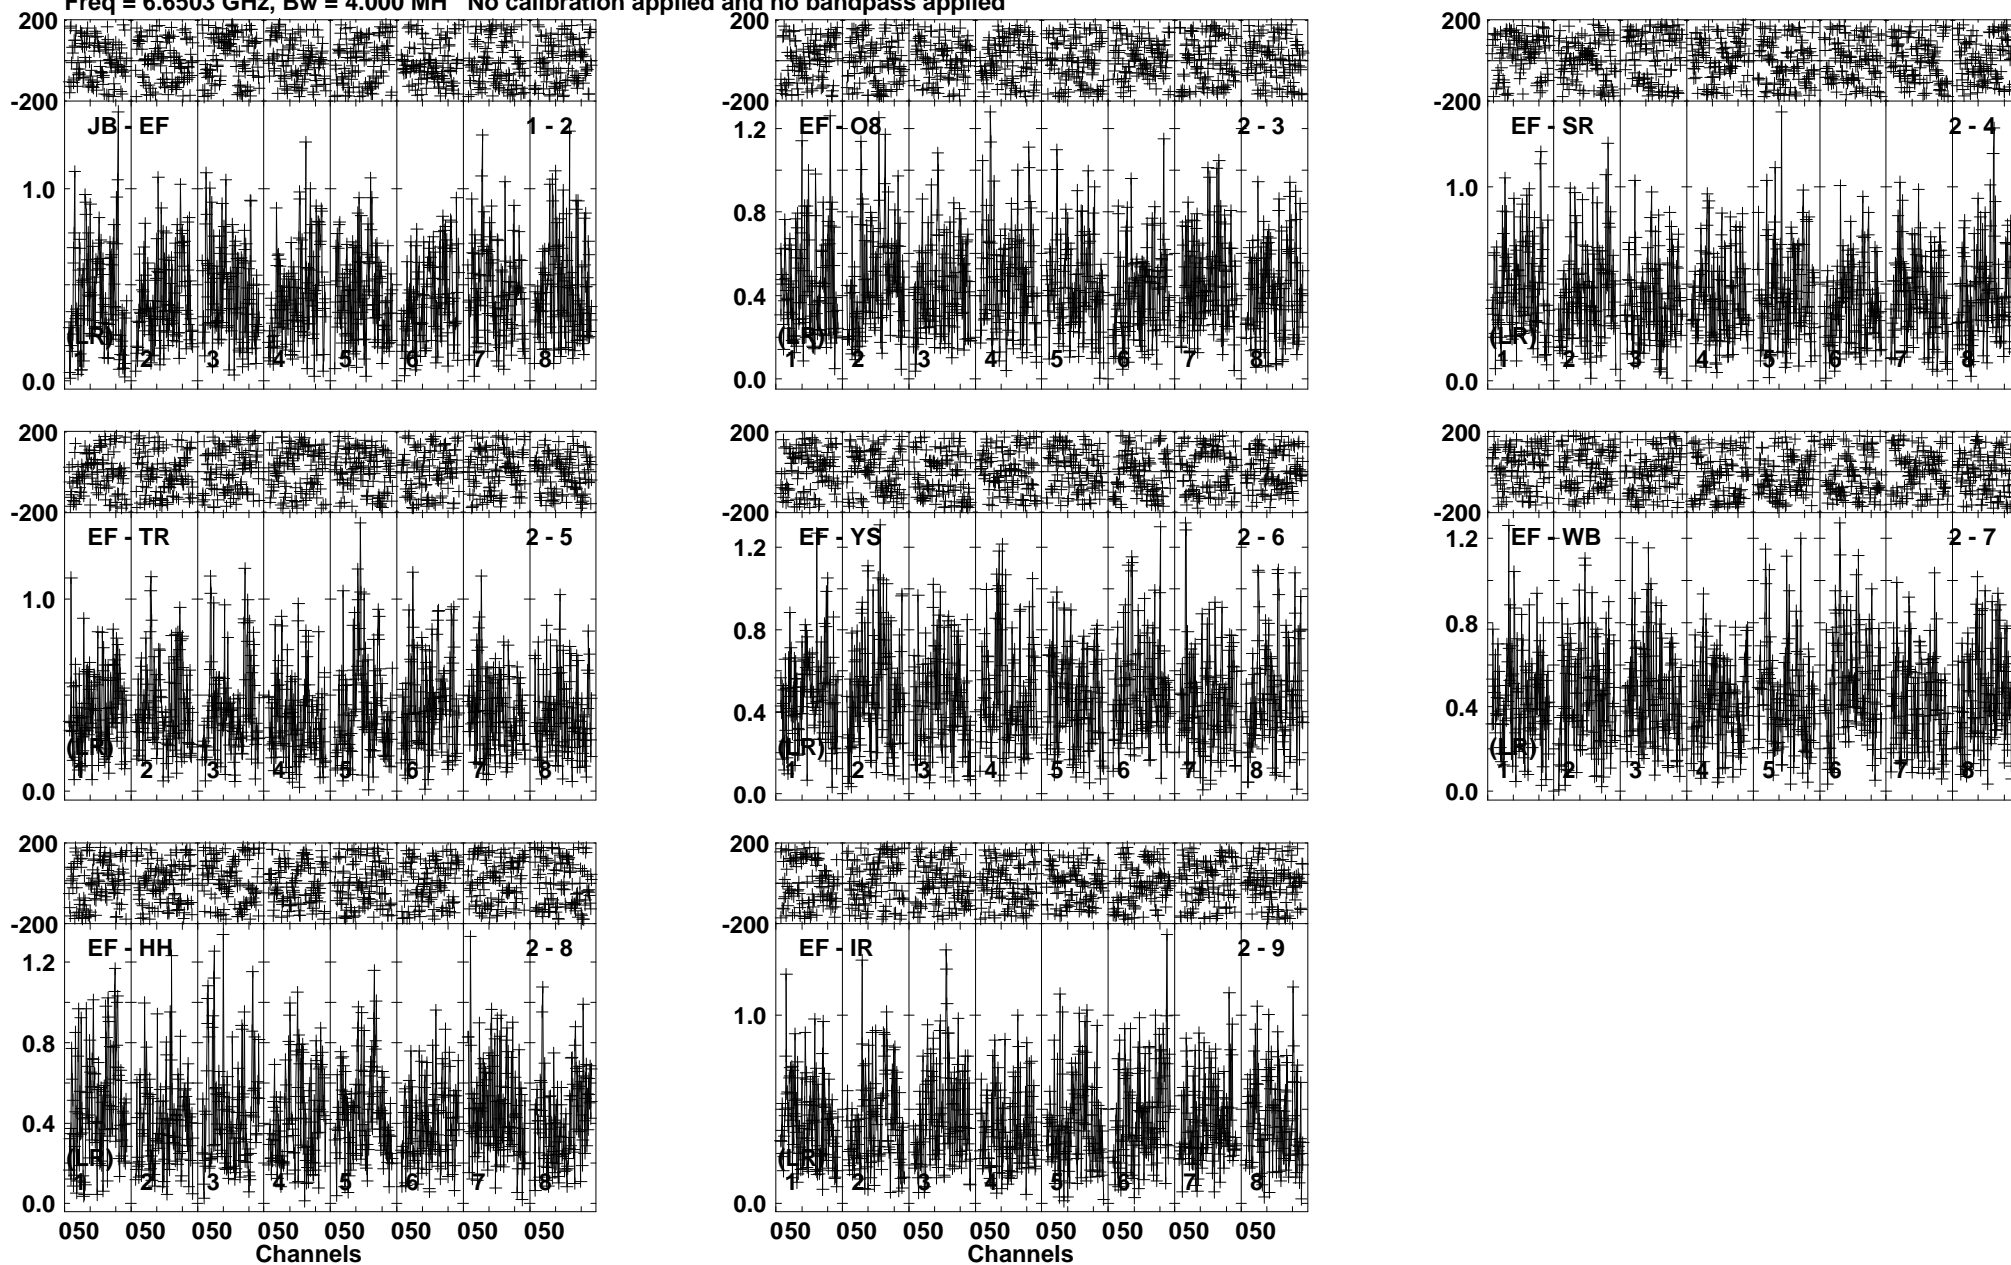 Freq = 6.6503 GHz, Bw = 4.000 MH No calibration applied and no bandpass applied
200 200 200
-200 -200 -200
JB - EF 1 - 2 EF - O8 2 - 3 EF - SR 2 - 4
1.2
1.0 1.0
0.8
0.4
(LR) (LR) (LR)
1 2 3 4 5 6 7 8 1 2 3 4 5 6 7 8 1 2 3 4 5 6 7 8
0.0 0.0 0.0
200 200 200
-200 -200 -200
EF - TR 2 - 5 EF - YS 2 - 6 EF - WB 2 - 7
1.2 1.2
1.0
0.8 0.8
0.4 0.4
(LR) (LR) (LR)
1 2 3 4 5 6 7 8 1 2 3 4 5 6 7 8 1 2 3 4 5 6 7 8
0.0 0.0 0.0
200 200
-200 -200
EF - HH 2 - 8 EF - IR 2 - 9
1.2
1.0
0.8
0.4
(LR) (LR)
1 2 3 4 5 6 7 8 1 2 3 4 5 6 7 8
0.0 0.0
050 050 050 050 050 050 050 050 050 050 050 050 050 050 050 050
Channels Channels